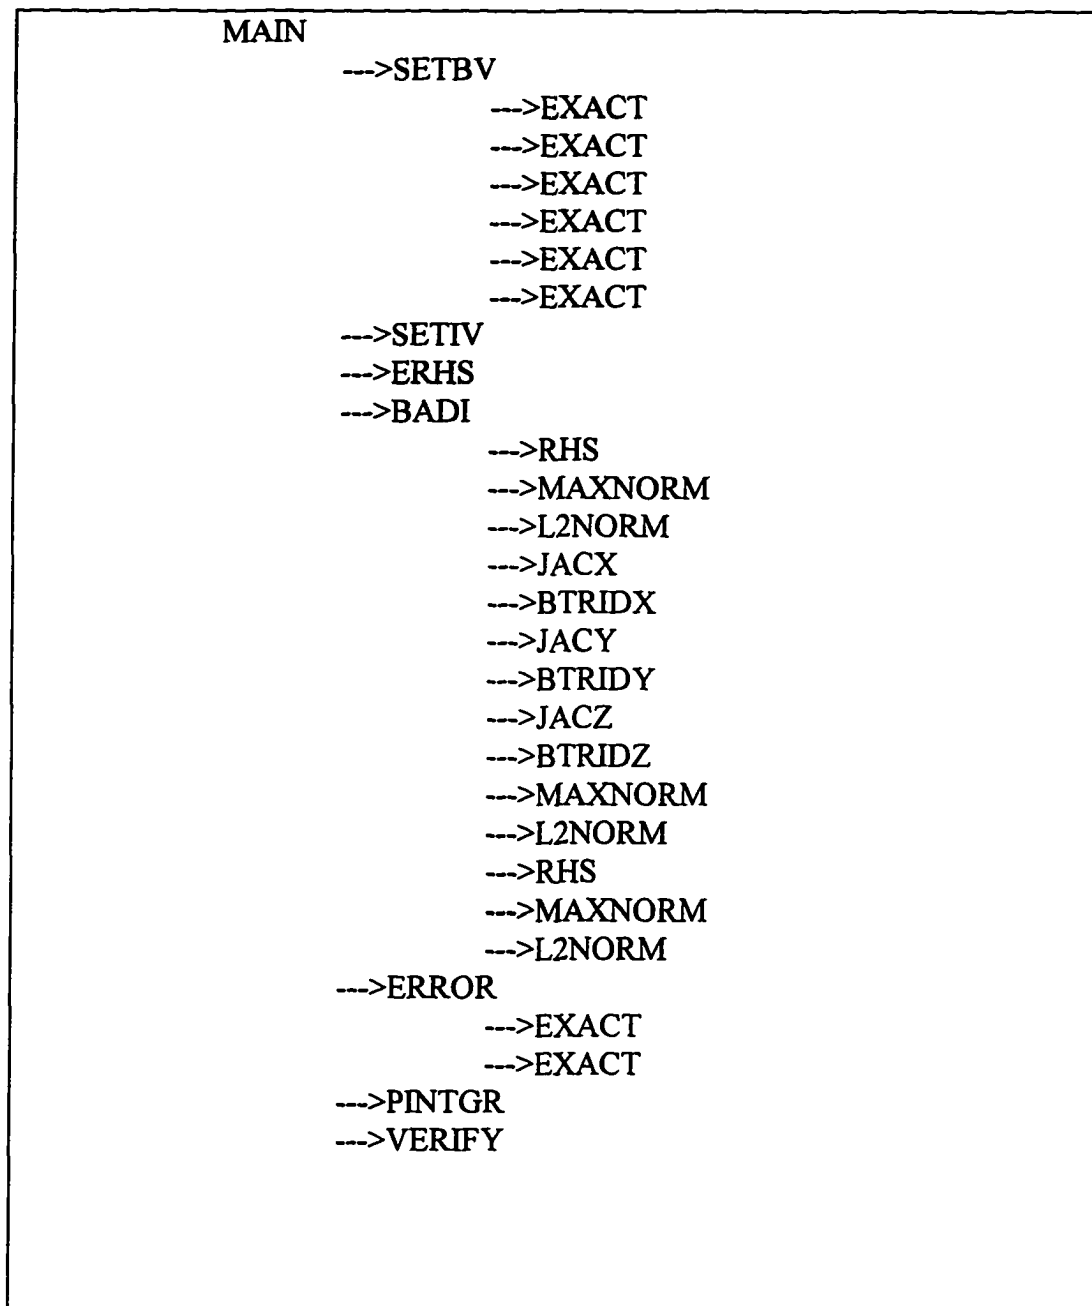 MAIN
--->SETBV
--->EXACT
--->EXACT
--->EXACT
--->EXACT
--->EXACT
--->EXACT
--->SETIV
--->ERHS
--->BADI
--->RHS
--->MAXNORM
--->L2NORM
--->JACX
--->BTRIDX
--->JACY
--->BTRIDY
--->JACZ
--->BTRIDZ
--->MAXNORM
--->L2NORM
--->RHS
--->MAXNORM
--->L2NORM
--->ERROR
--->EXACT
--->EXACT
--->PINTGR
--->VERIFY